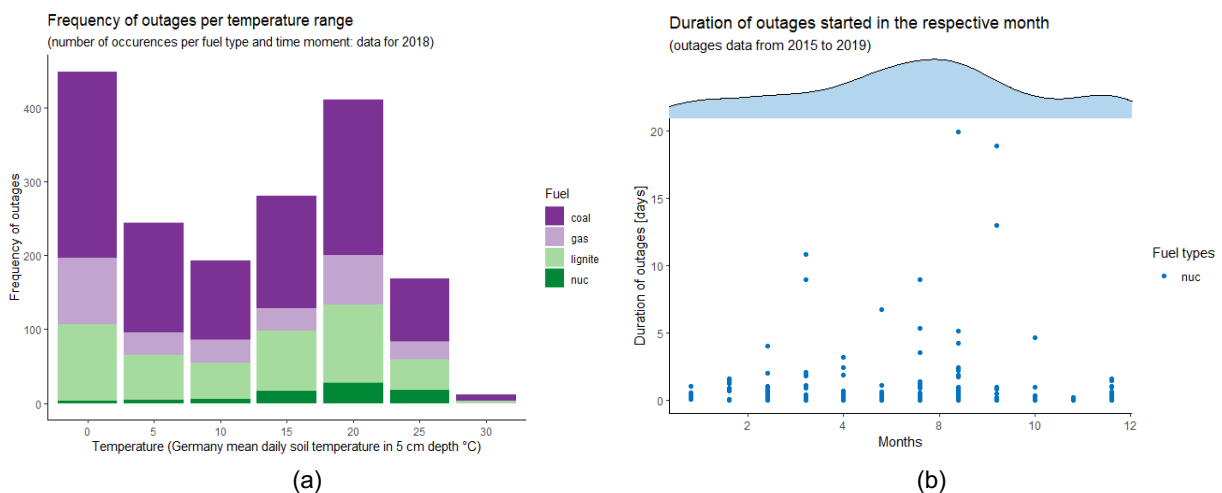 Frequency of outages per temperature range
(number of occurences per fuel type and time moment: data for 2018)
400
300
200
100
0
Frequency of outages
0 5 10 15 20 25 30
Temperature (Germany mean daily soil temperature in 5 cm depth °C)
Fuel
coal
gas
lignite
nuc
(a)
Duration of outages started in the respective month
(outages data from 2015 to 2019)
20
15
10
5
0
Duration of outages [days]
2 4 8 10 12
Months
Fuel types
nuc
(b)